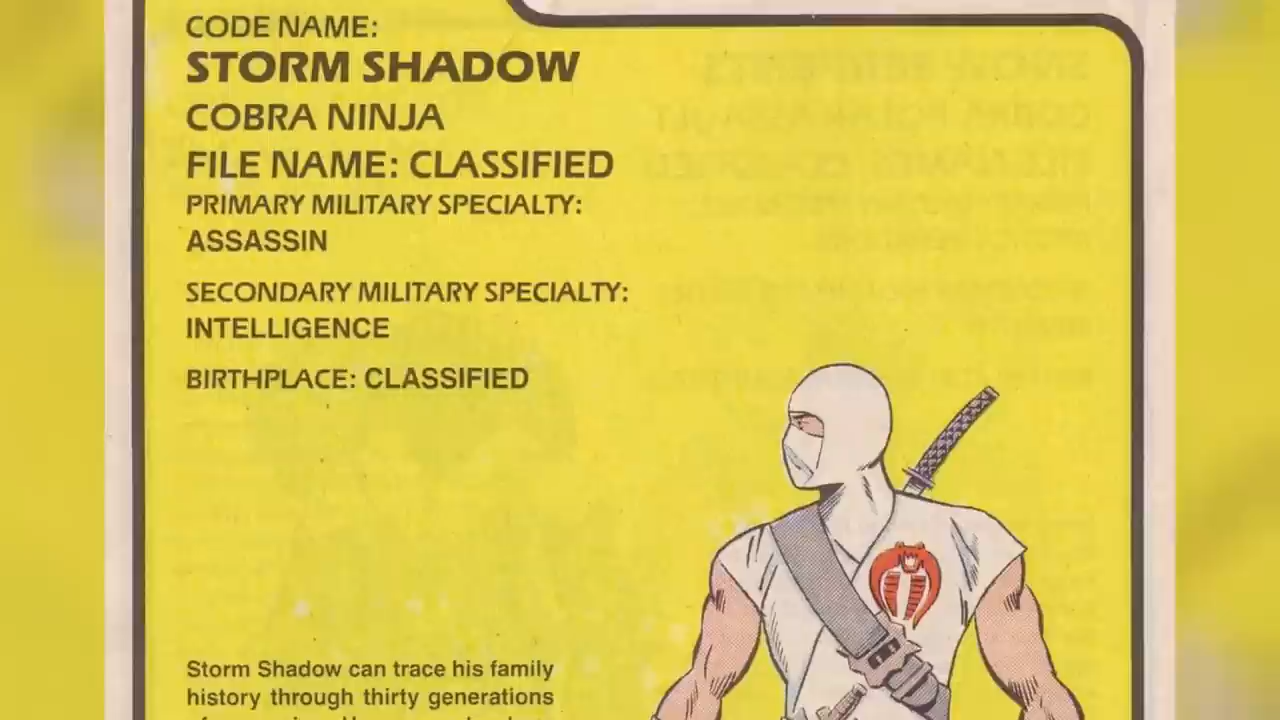 CODE NAME:
STORM SHADOW
COBRA NINJA
FILE NAME: CLASSIFIED
PRIMARY MILITARY SPECIALTY:
ASSASSIN
SECONDARY MILITARY SPECIALTY:
INTELLIGENCE
BIRTHPLACE: CLASSIFIED
Storm Shadow can trace his family
history through thirty generations